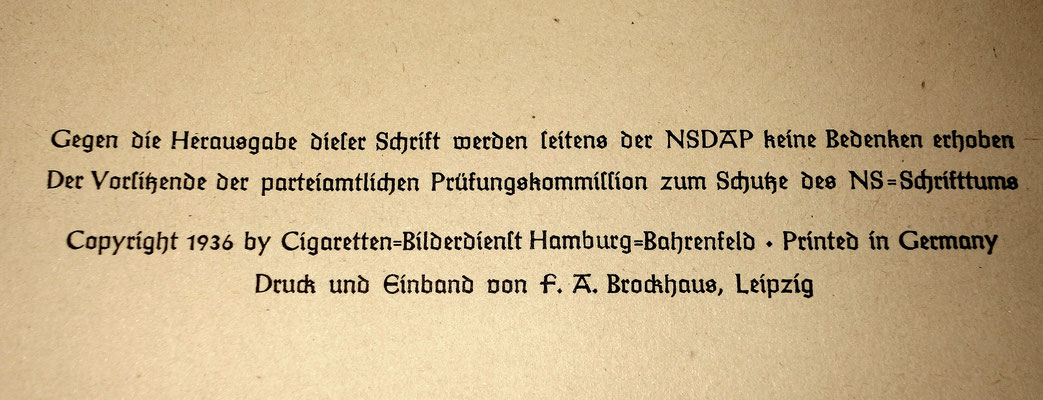 Gegen die Herausgabe dieſer Schrift werden ſeitens der NSDAP keine Bedenken erhoben
Der Vorſitzende der parteiamtlichen Prüfungskommiſſion zum Schutze des NS=Schrifttums
Copyright 1936 by Cigaretten=Bilderdienſt Hamburg=Bahrenfeld • Printed in Germany
Druck und Einband von F. A. Brockhaus, Leipzig